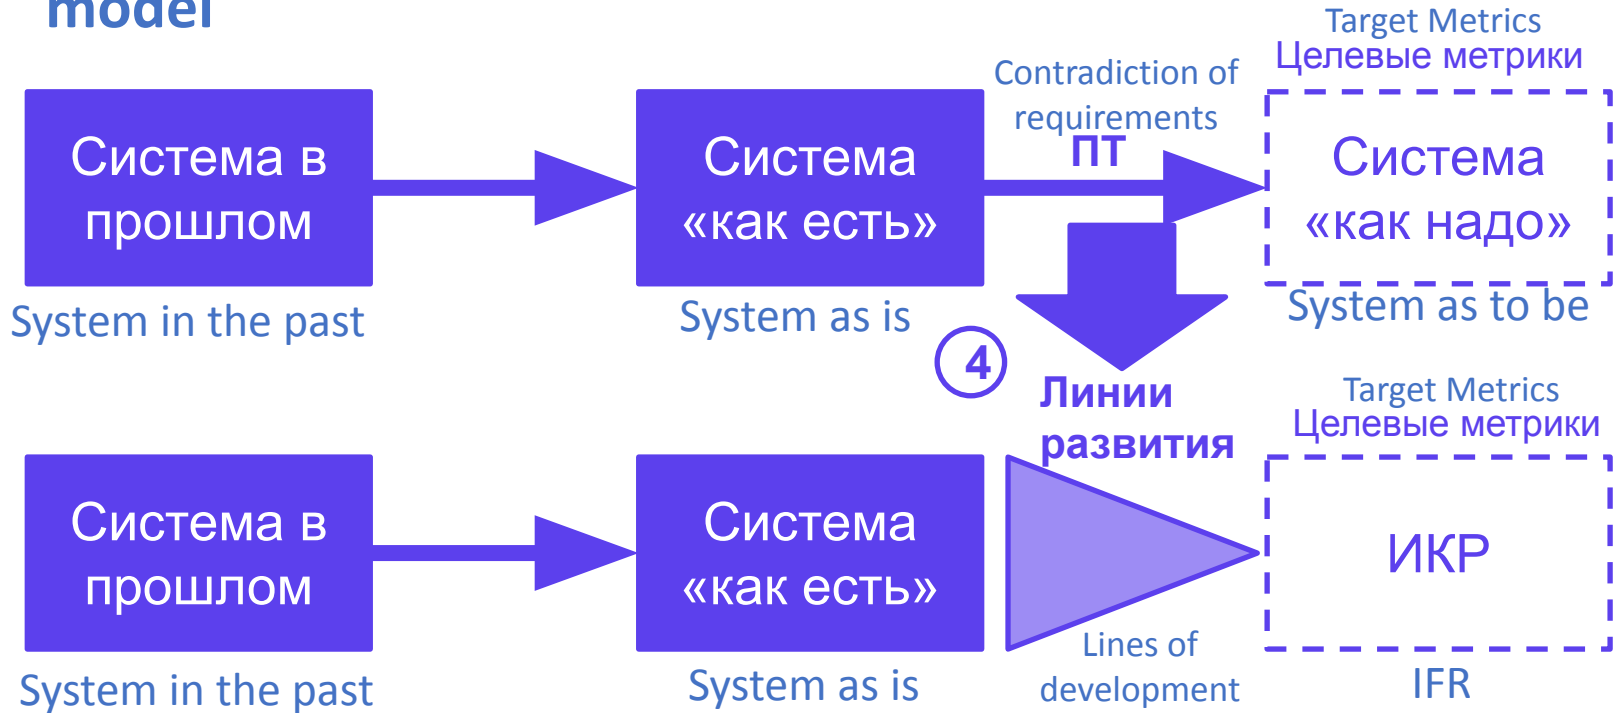 model
Target Metrics
Целевые метрики
Contradiction of
requirements
ПТ
Система в
прошлом
Система
«как есть»
Система
«как надо»
System in the past
System as is
System as to be
4
Линии
развития
Target Metrics
Целевые метрики
Система в
прошлом
Система
«как есть»
ИКР
System in the past
System as is
Lines of
development
IFR